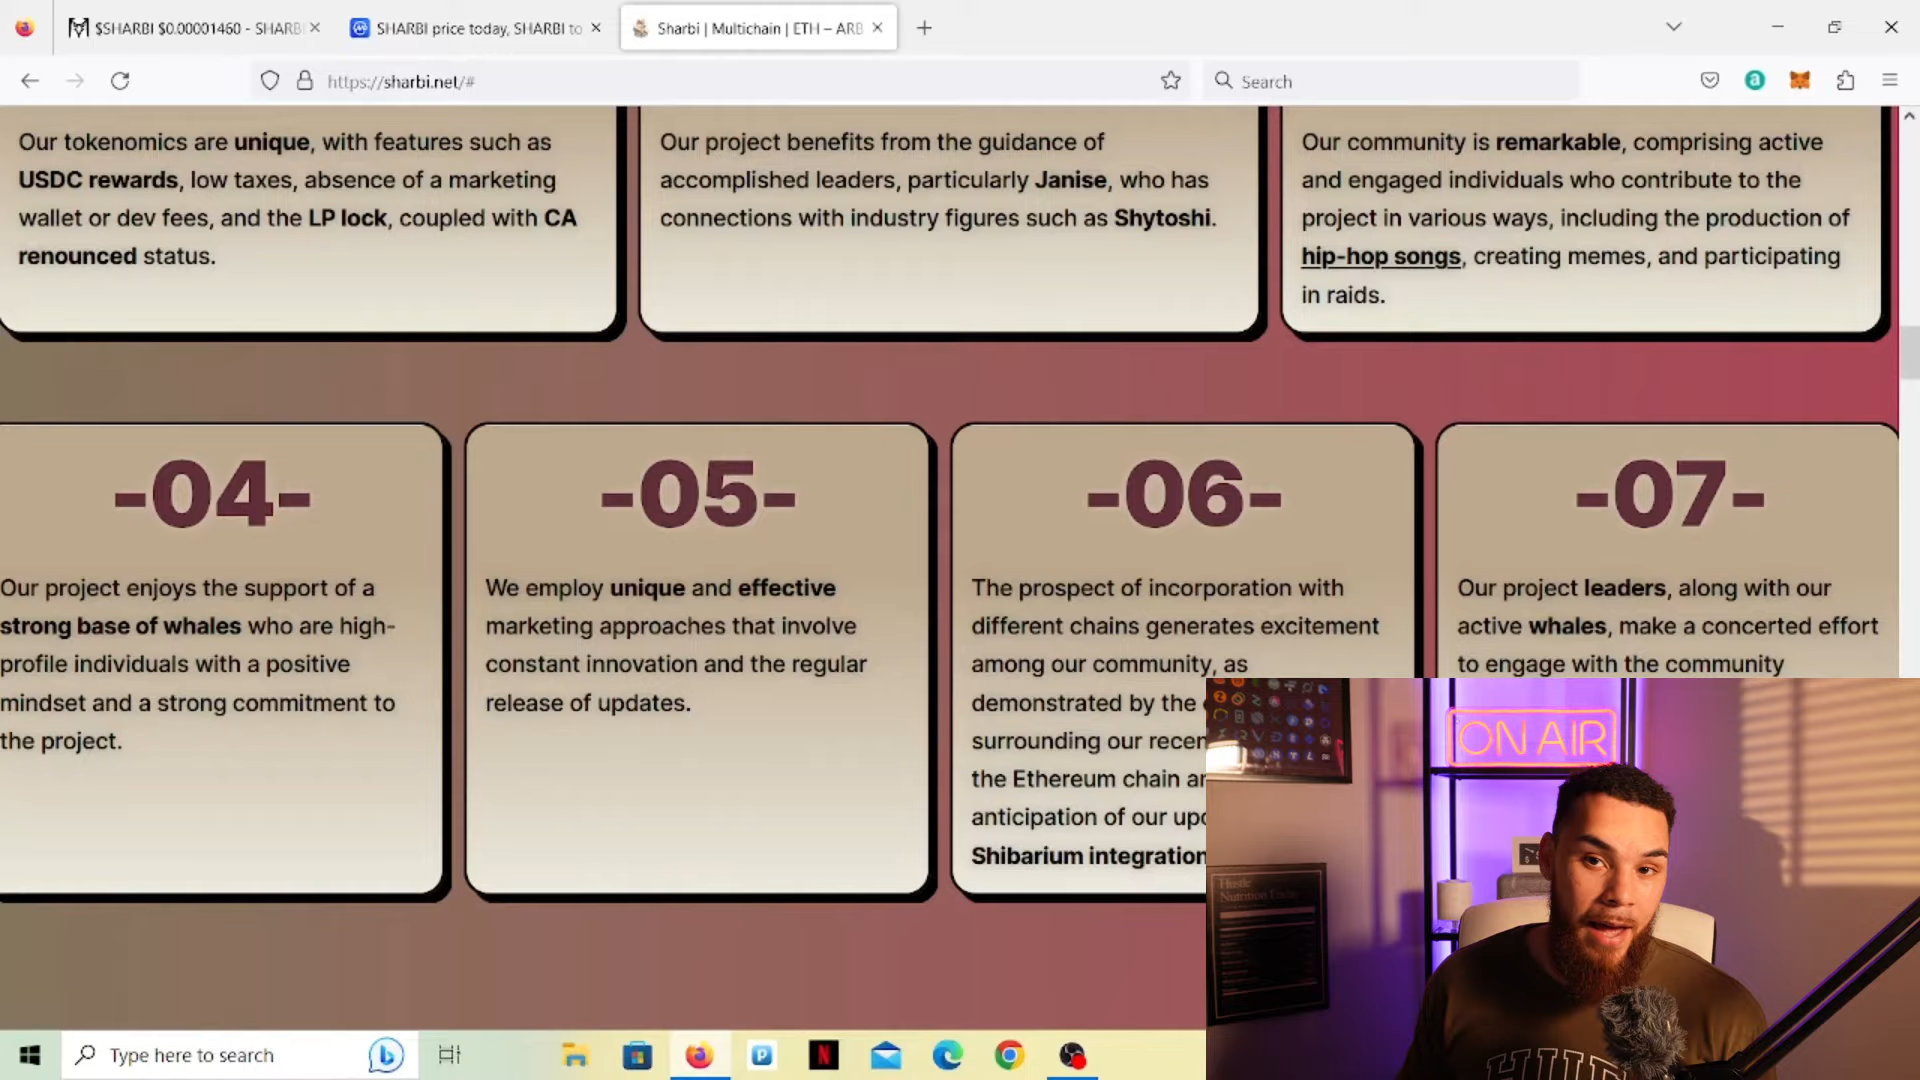 $SHARBI $0.00001460 - SHARBI
SHARBI price today, SHARBI to
Sharbi | Multichain | ETH – ARB
https://sharbi.net/#
Search
Our tokenomics are unique, with features such as
USDC rewards, low taxes, absence of a marketing
wallet or dev fees, and the LP lock, coupled with CA
renounced status.
Our project benefits from the guidance of
accomplished leaders, particularly Janise, who has
connections with industry figures such as Shytoshi.
Our community is remarkable, comprising active
and engaged individuals who contribute to the
project in various ways, including the production of
hip-hop songs, creating memes, and participating
in raids.
-04-
Our project enjoys the support of a
strong base of whales who are high-
profile individuals with a positive
mindset and a strong commitment to
the project.
-05-
We employ unique and effective
marketing approaches that involve
constant innovation and the regular
release of updates.
-06-
The prospect of incorporation with
different chains generates excitement
among our community, as
demonstrated by the
surrounding our recen
the Ethereum chain an
anticipation of our upc
Shibarium integration
-07-
Our project leaders, along with our
active whales, make a concerted effort
to engage with the community
ON AIR
Hustle
Nutrition
Type here to search